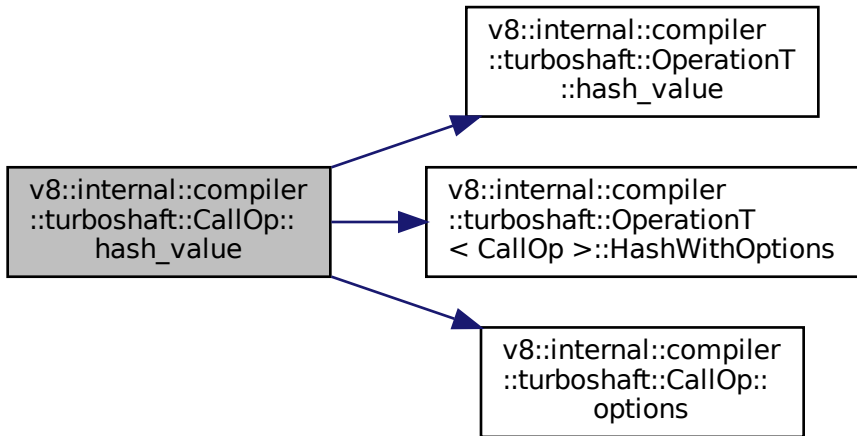 v8::internal::compiler
::turboshaft::CallOp::
hash_value
v8::internal::compiler
::turboshaft::OperationT
::hash_value
v8::internal::compiler
::turboshaft::OperationT
< CallOp >::HashWithOptions
v8::internal::compiler
::turboshaft::CallOp::
options